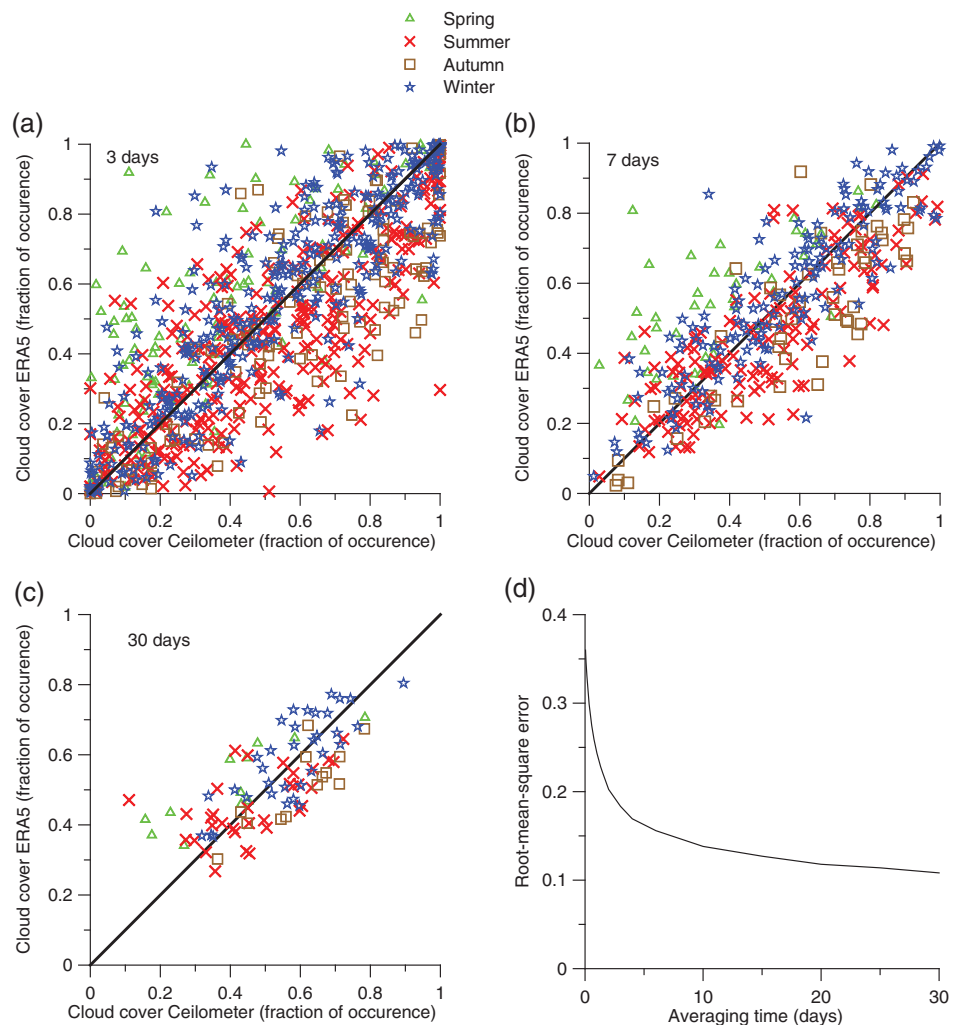 Spring
Summer
Autumn
Winter
(a)
3 days
Cloud cover ERA5 (fraction of occurence)
1
0.8
0.6
0.4
0.2
0
0 0.2 0.4 0.6 0.8 1
Cloud cover Ceilometer (fraction of occurence)
(b)
7 days
Cloud cover ERA5 (fraction of occurence)
1
0.8
0.6
0.4
0.2
0
0 0.2 0.4 0.6 0.8 1
Cloud cover Ceilometer (fraction of occurence)
(c)
30 days
Cloud cover ERA5 (fraction of occurence)
1
0.8
0.6
0.4
0.2
0
0 0.2 0.4 0.6 0.8 1
Cloud cover Ceilometer (fraction of occurence)
(d)
Root-mean-square error
0.4
0.3
0.2
0.1
0
0 10 20 30
Averaging time (days)